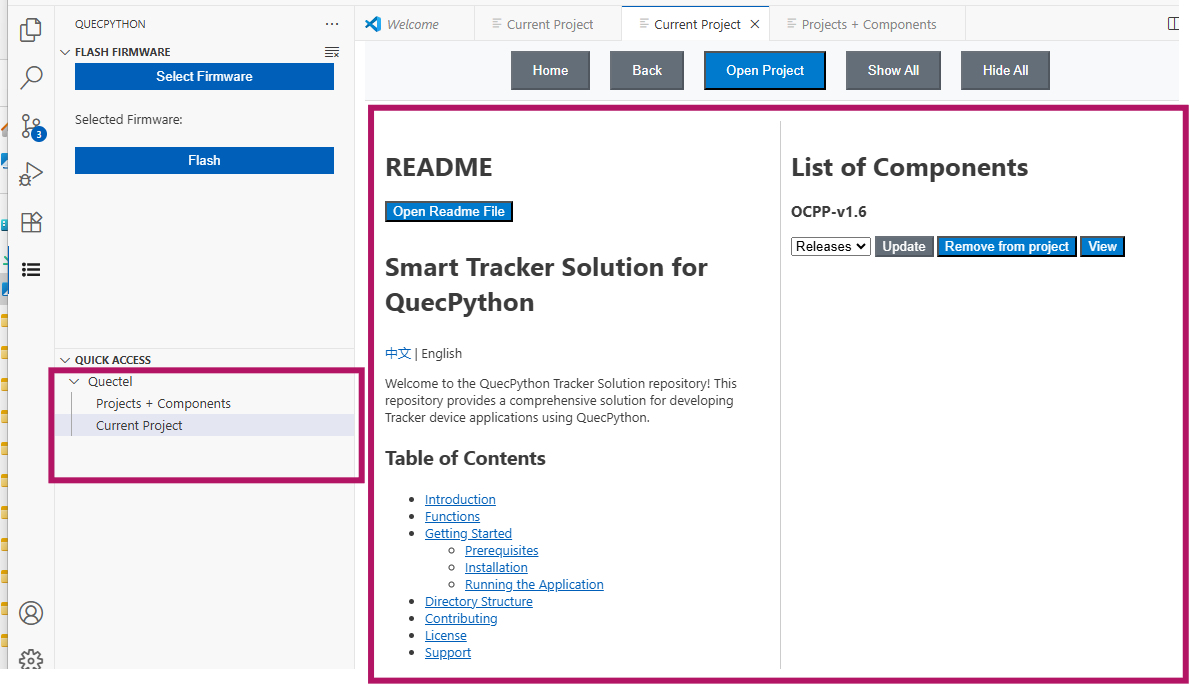 QUECPYTHON
FLASH FIRMWARE
Select Firmware
Selected Firmware:
Flash
3
QUICK ACCESS
Quectel
Projects + Components
Current Project
Welcome
Current Project
Current Project
Projects + Components
Home
Back
Open Project
Show All
Hide All
README
Open Readme File
Smart Tracker Solution for
QuecPython
中文 | English
Welcome to the QuecPython Tracker Solution repository! This
repository provides a comprehensive solution for developing
Tracker device applications using QuecPython.
Table of Contents
Introduction
Functions
Getting Started
Prerequisites
Installation
Running the Application
Directory Structure
Contributing
License
Support
List of Components
OCPP-v1.6
Releases
Update
Remove from project
View